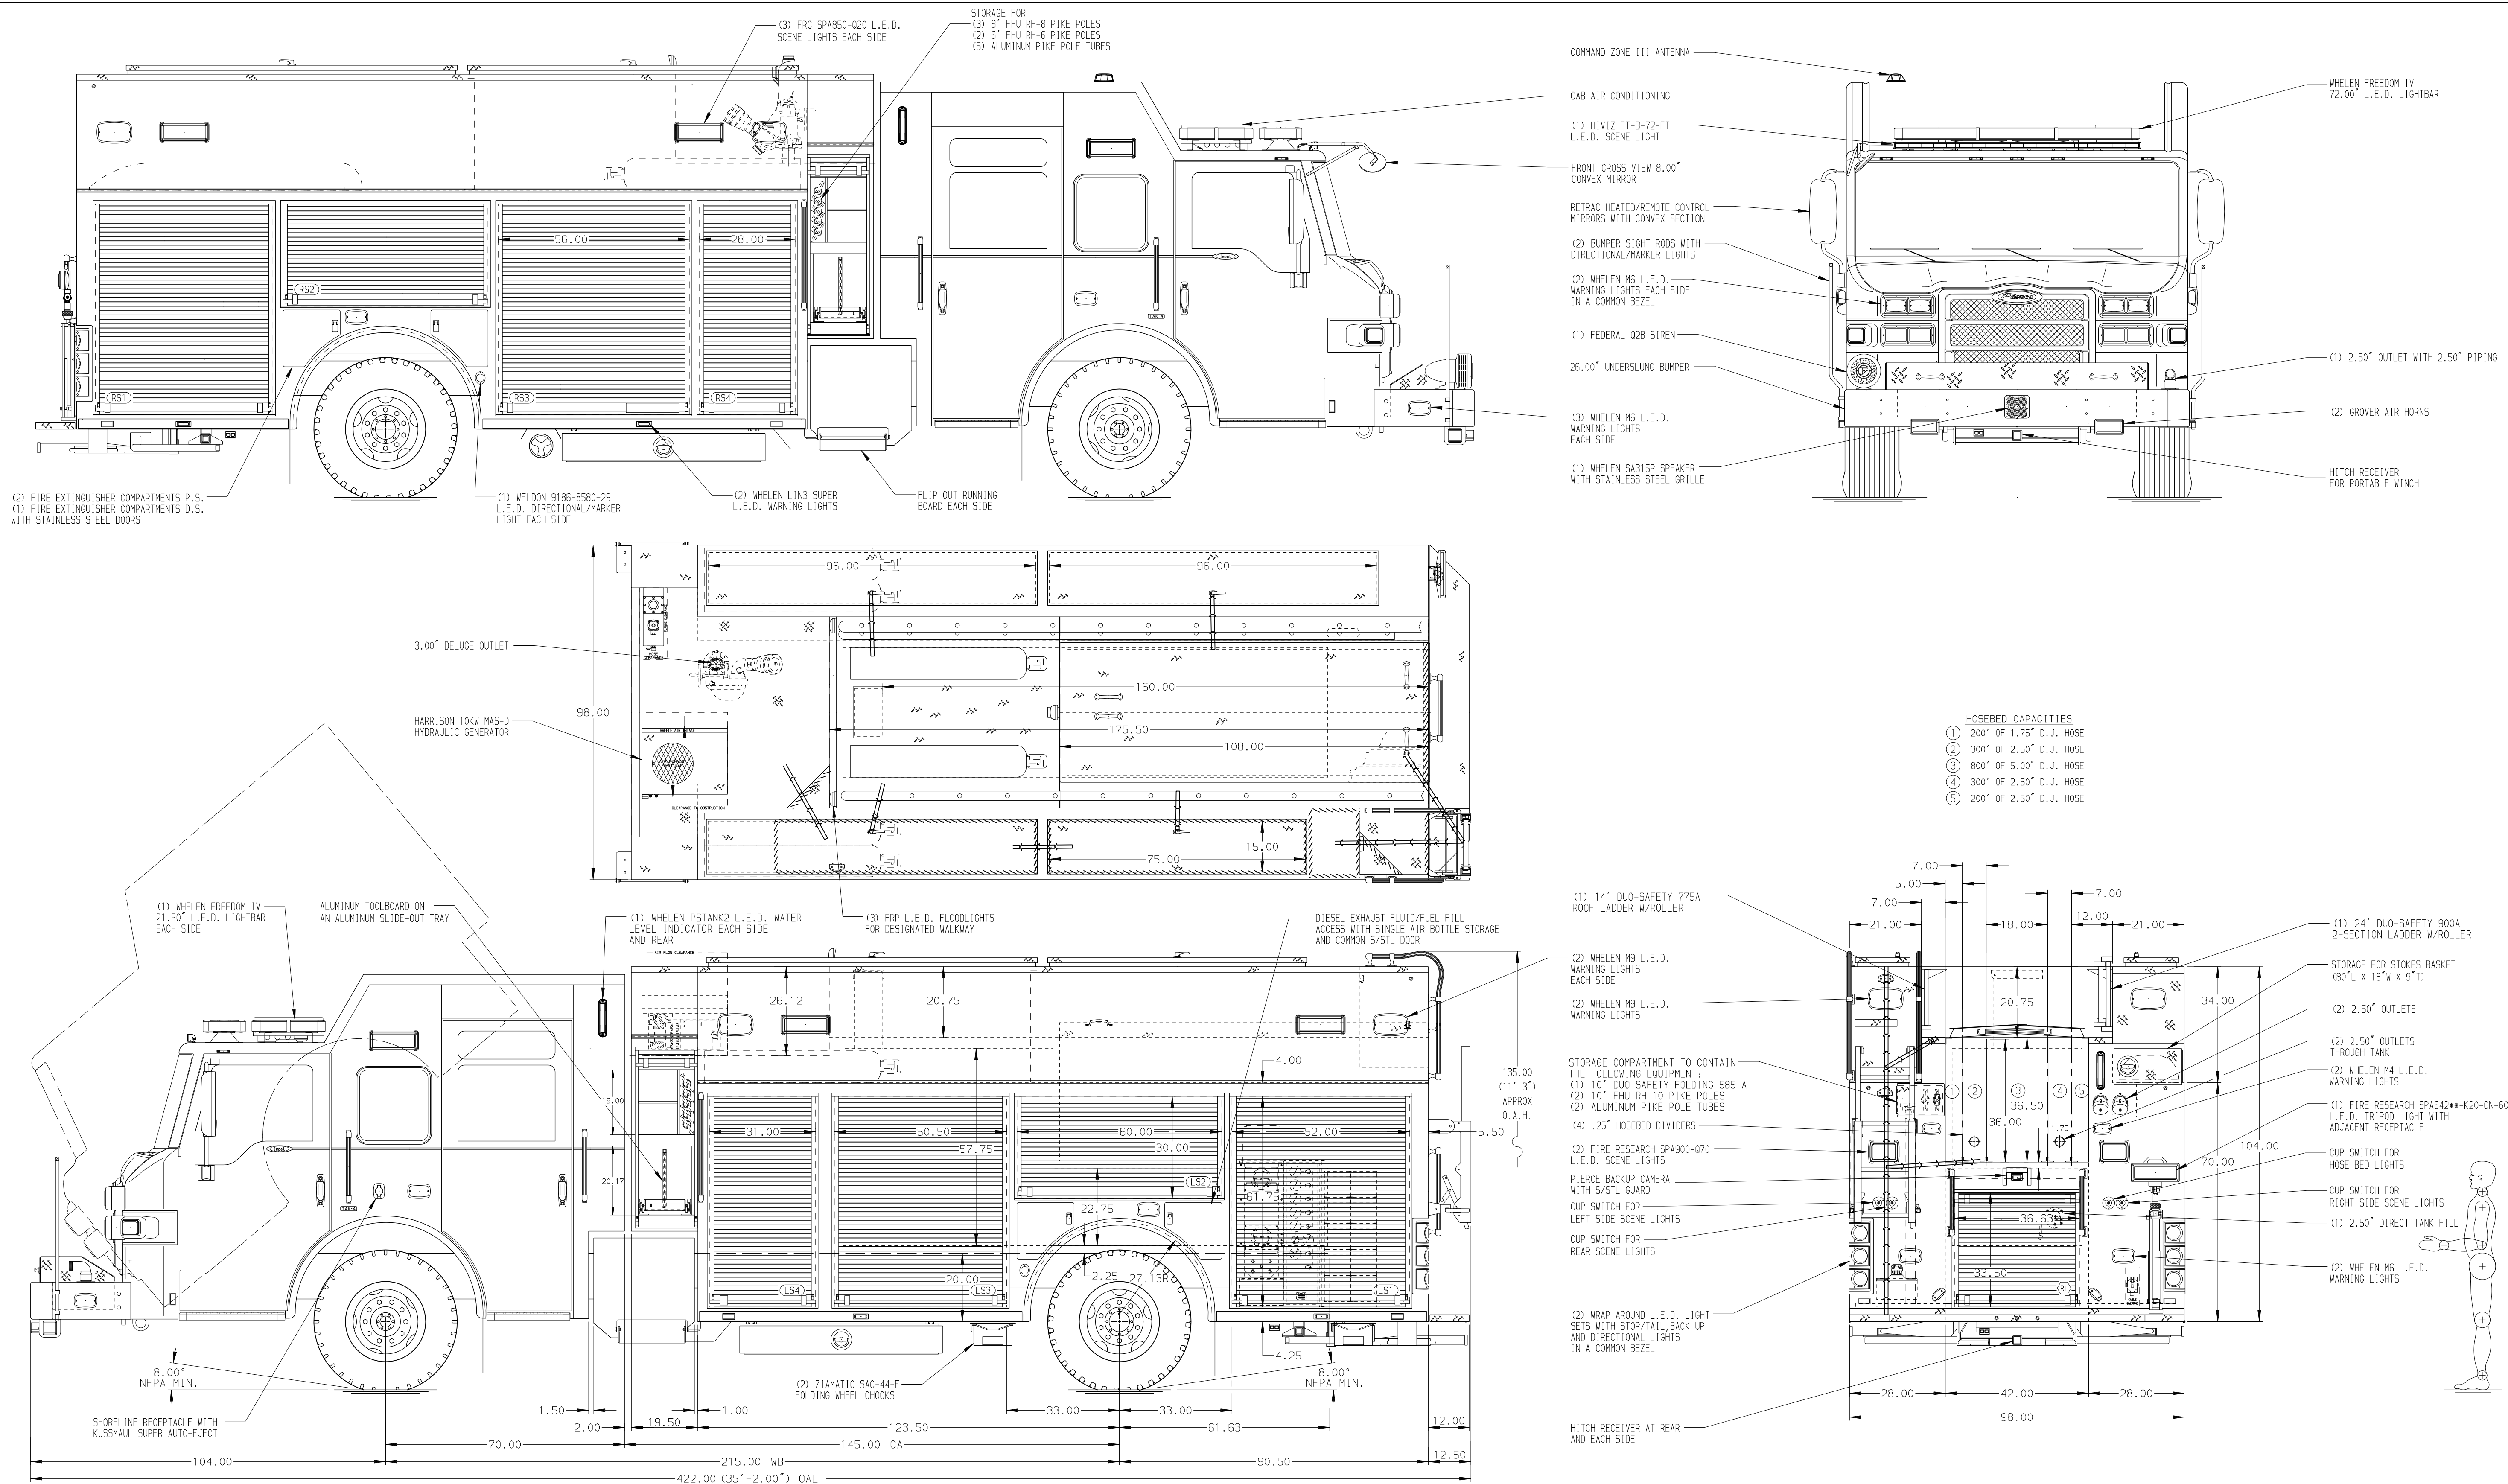 (3) FRC SPA850-Q20 L.E.D.
SCENE LIGHTS EACH SIDE
STORAGE FOR
(3) 8' FHU RH-8 PIKE POLES
(2) 6' FHU RH-6 PIKE POLES
(5) ALUMINUM PIKE POLE TUBES
56.00
28.00
RS2
RS1
RS3
RS4
Impel
TAK-4
(2) FIRE EXTINGUISHER COMPARTMENTS P.S.
(1) FIRE EXTINGUISHER COMPARTMENTS D.S.
WITH STAINLESS STEEL DOORS
(1) WELDON 9186-8580-29
L.E.D. DIRECTIONAL/MARKER
LIGHT EACH SIDE
(2) WHELEN LIN3 SUPER
L.E.D. WARNING LIGHTS
FLIP OUT RUNNING
BOARD EACH SIDE
COMMAND ZONE III ANTENNA
CAB AIR CONDITIONING
(1) HIVIZ FT-B-72-FT
L.E.D. SCENE LIGHT
FRONT CROSS VIEW 8.00"
CONVEX MIRROR
RETRAC HEATED/REMOTE CONTROL
MIRRORS WITH CONVEX SECTION
(2) BUMPER SIGHT RODS WITH
DIRECTIONAL/MARKER LIGHTS
(2) WHELEN M6 L.E.D.
WARNING LIGHTS EACH SIDE
IN A COMMON BEZEL
(1) FEDERAL Q2B SIREN
26.00" UNDERSLUNG BUMPER
(3) WHELEN M6 L.E.D.
WARNING LIGHTS
EACH SIDE
(1) WHELEN SA315P SPEAKER
WITH STAINLESS STEEL GRILLE
Pierce
WHELEN FREEDOM IV
72.00" L.E.D. LIGHTBAR
(1) 2.50" OUTLET WITH 2.50" PIPING
(2) GROVER AIR HORNS
HITCH RECEIVER
FOR PORTABLE WINCH
3.00" DELUGE OUTLET
HARRISON 10KW MAS-D
HYDRAULIC GENERATOR
98.00
96.00
96.00
HOSE
CLEARANCE
160.00
175.50
108.00
BAFFLE AIR INTAKE
CLEARANCE TO OBSTRUCTION
15.00
75.00
HOSEBED CAPACITIES
1 200' OF 1.75" D.J. HOSE
2 300' OF 2.50" D.J. HOSE
3 800' OF 5.00" D.J. HOSE
4 300' OF 2.50" D.J. HOSE
5 200' OF 2.50" D.J. HOSE
(1) WHELEN FREEDOM IV
21.50" L.E.D. LIGHTBAR
EACH SIDE
ALUMINUM TOOLBOARD ON
AN ALUMINUM SLIDE-OUT TRAY
(1) WHELEN PSTANK2 L.E.D. WATER
LEVEL INDICATOR EACH SIDE
AND REAR
(3) FRP L.E.D. FLOODLIGHTS
FOR DESIGNATED WALKWAY
DIESEL EXHAUST FLUID/FUEL FILL
ACCESS WITH SINGLE AIR BOTTLE STORAGE
AND COMMON S/STL DOOR
AIR FLOW CLEARANCE
26.12
20.75
4.00
19.00
20.17
31.00
50.50
57.75
60.00
30.00
52.00
5.50
61.75
22.75
20.00
2.25
27.13R
4.25
LS4
LS3
LS2
LS1
Impel
TAK-4
135.00
(11'-3")
APPROX
O.A.H.
8.00°
NFPA MIN.
8.00°
NFPA MIN.
SHORELINE RECEPTACLE WITH
KUSSMAUL SUPER AUTO-EJECT
(2) ZIAMATIC SAC-44-E
FOLDING WHEEL CHOCKS
1.50
2.00
19.50
1.00
123.50
33.00
33.00
61.63
12.00
70.00
145.00 CA
12.50
104.00
215.00 WB
90.50
422.00 (35'-2.00") OAL
(1) 14' DUO-SAFETY 775A
ROOF LADDER W/ROLLER
(2) WHELEN M9 L.E.D.
WARNING LIGHTS
EACH SIDE
(2) WHELEN M9 L.E.D.
WARNING LIGHTS
STORAGE COMPARTMENT TO CONTAIN
THE FOLLOWING EQUIPMENT:
(1) 10' DUO-SAFETY FOLDING 585-A
(2) 10' FHU RH-10 PIKE POLES
(2) ALUMINUM PIKE POLE TUBES
(4) .25" HOSEBED DIVIDERS
(2) FIRE RESEARCH SPA900-Q70
L.E.D. SCENE LIGHTS
PIERCE BACKUP CAMERA
WITH S/STL GUARD
CUP SWITCH FOR
LEFT SIDE SCENE LIGHTS
CUP SWITCH FOR
REAR SCENE LIGHTS
(2) WRAP AROUND L.E.D. LIGHT
SETS WITH STOP/TAIL,BACK UP
AND DIRECTIONAL LIGHTS
IN A COMMON BEZEL
HITCH RECEIVER AT REAR
AND EACH SIDE
7.00
5.00
7.00
7.00
12.00
21.00
18.00
21.00
20.75
34.00
1
2
3
4
5
36.50
36.00
1.75
104.00
70.00
36.63
33.50
R1
28.00
42.00
28.00
98.00
(1) 24' DUO-SAFETY 900A
2-SECTION LADDER W/ROLLER
STORAGE FOR STOKES BASKET
(80"L X 18"W X 9"T)
(2) 2.50" OUTLETS
(2) 2.50" OUTLETS
THROUGH TANK
(2) WHELEN M4 L.E.D.
WARNING LIGHTS
(1) FIRE RESEARCH SPA642**-K20-ON-60
L.E.D. TRIPOD LIGHT WITH
ADJACENT RECEPTACLE
CUP SWITCH FOR
HOSE BED LIGHTS
CUP SWITCH FOR
RIGHT SIDE SCENE LIGHTS
(1) 2.50" DIRECT TANK FILL
(2) WHELEN M6 L.E.D.
WARNING LIGHTS